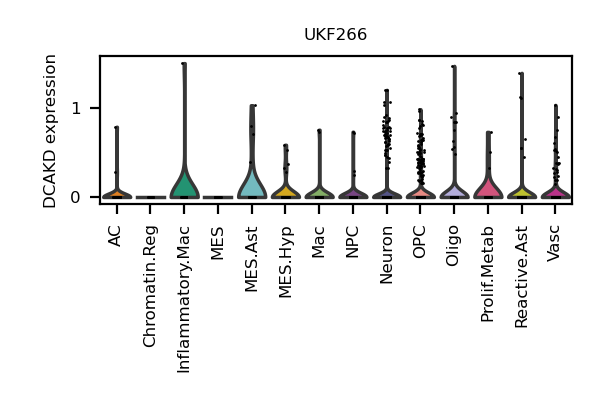 UKF266
DCAKD expression
1
0
AC
Chromatin.Reg
Inflammatory.Mac
MES
MES.Ast
MES.Hyp
Mac
NPC
Neuron
OPC
Oligo
Prolif.Metab
Reactive.Ast
Vasc